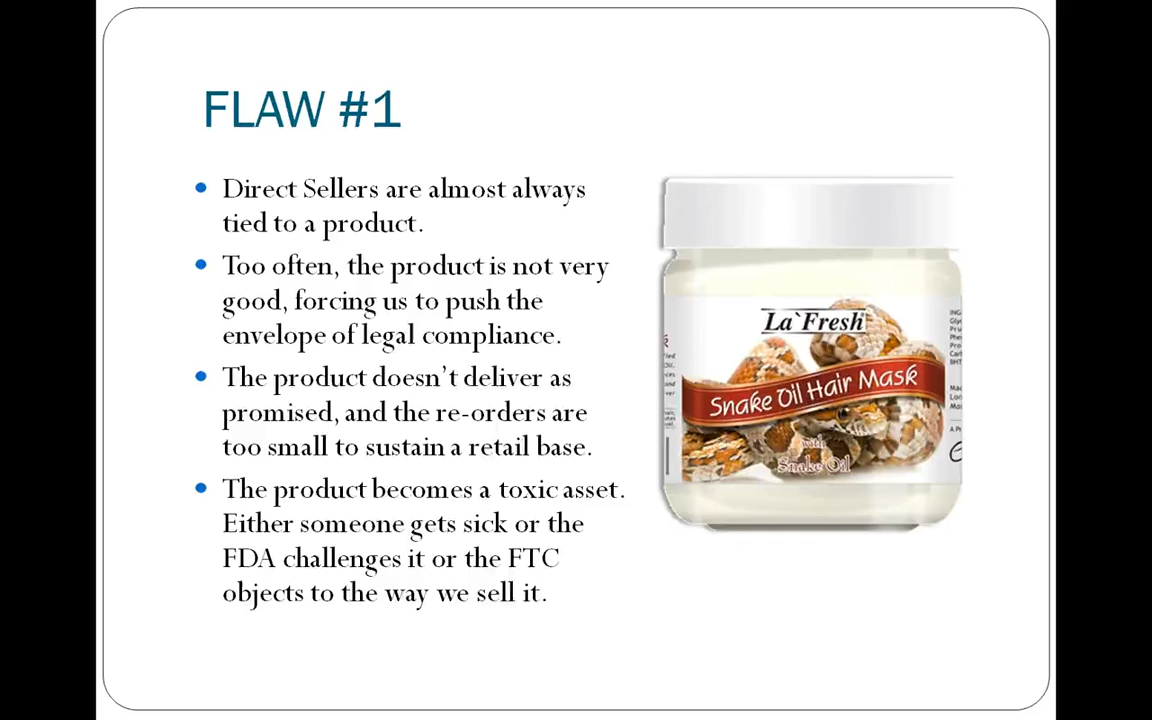 FLAW #1
Direct Sellers are almost always
tied to a product.
Too often, the product is not very
good, forcing us to push the
envelope of legal compliance.
The product doesn't deliver as
promised, and the re-orders are
too small to sustain a retail base.
The product becomes a toxic asset.
Either someone gets sick or the
FDA challenges it or the FTC
objects to the way we sell it.
La`Fresh
Snake Oil Hair Mask
with
Snake Oil